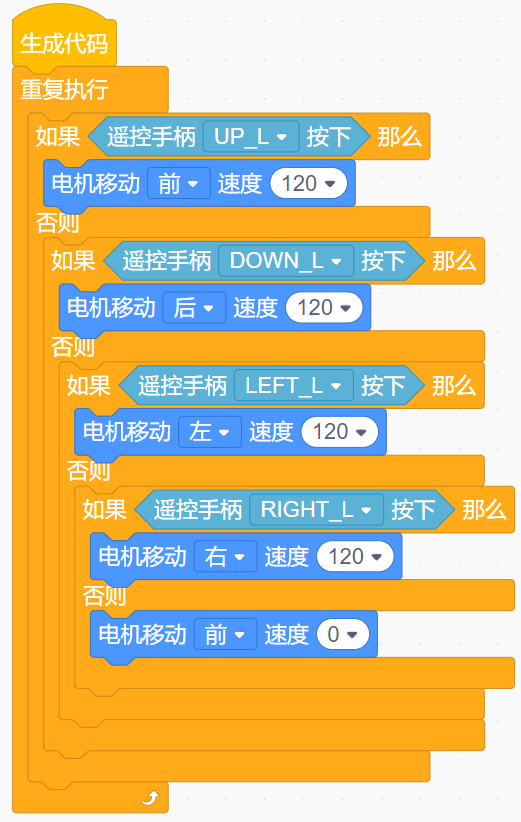 生成代码
重复执行
如果 遥控手柄 UP_L 按下 那么
电机移动 前 速度 120
否则
如果 遥控手柄 DOWN_L 按下 那么
电机移动 后 速度 120
否则
如果 遥控手柄 LEFT_L 按下 那么
电机移动 左 速度 120
否则
如果 遥控手柄 RIGHT_L 按下 那么
电机移动 右 速度 120
否则
电机移动 前 速度 0